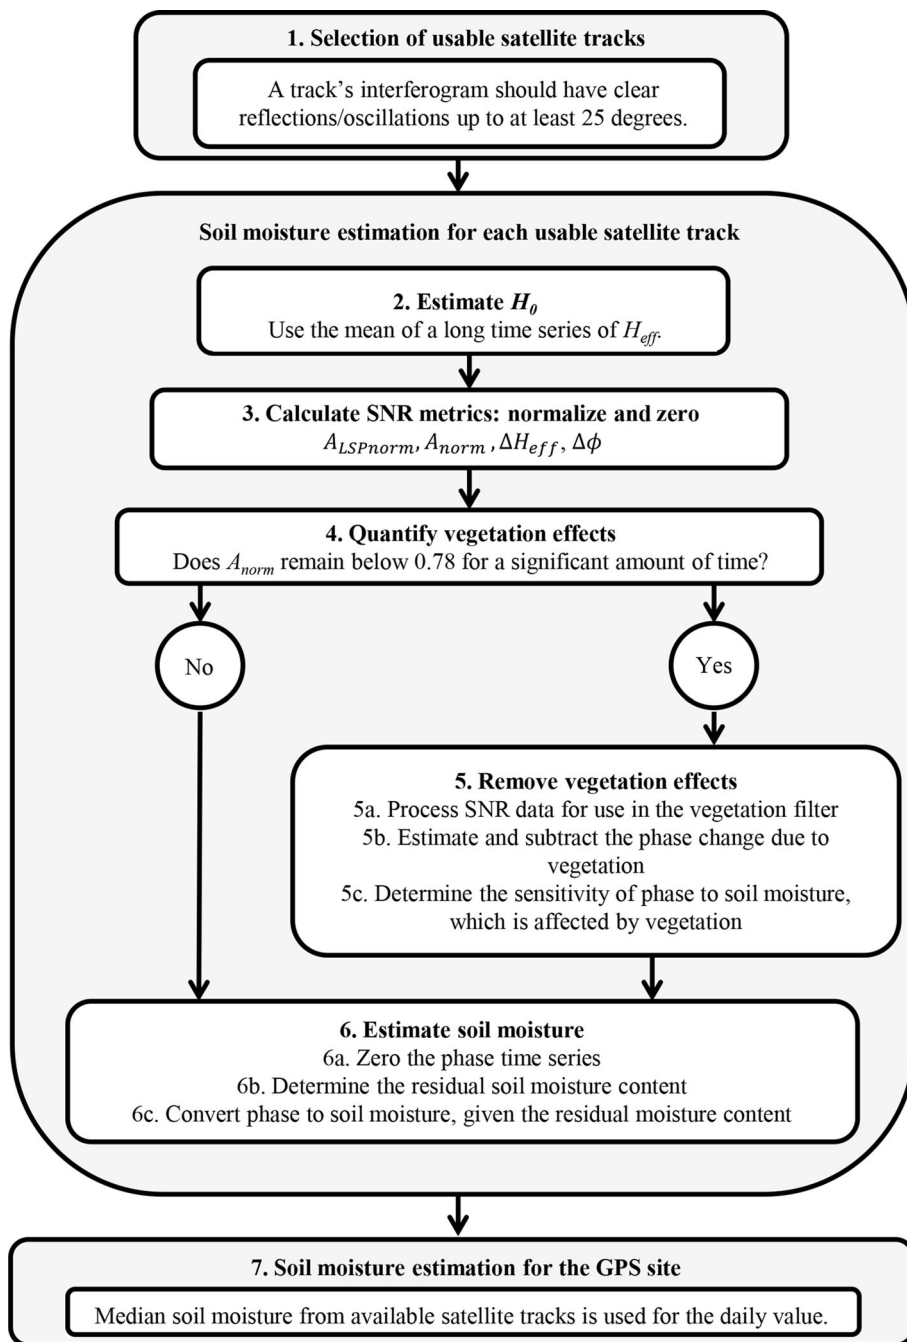 1. Selection of usable satellite tracks
A track's interferogram should have clear
reflections/oscillations up to at least 25 degrees.
Soil moisture estimation for each usable satellite track
2. Estimate H₀
Use the mean of a long time series of H_eff.
3. Calculate SNR metrics: normalize and zero
A_LSPnorm, A_norm, ΔH_eff, Δϕ
4. Quantify vegetation effects
Does A_norm remain below 0.78 for a significant amount of time?
No
Yes
5. Remove vegetation effects
5a. Process SNR data for use in the vegetation filter
5b. Estimate and subtract the phase change due to
vegetation
5c. Determine the sensitivity of phase to soil moisture,
which is affected by vegetation
6. Estimate soil moisture
6a. Zero the phase time series
6b. Determine the residual soil moisture content
6c. Convert phase to soil moisture, given the residual moisture content
7. Soil moisture estimation for the GPS site
Median soil moisture from available satellite tracks is used for the daily value.